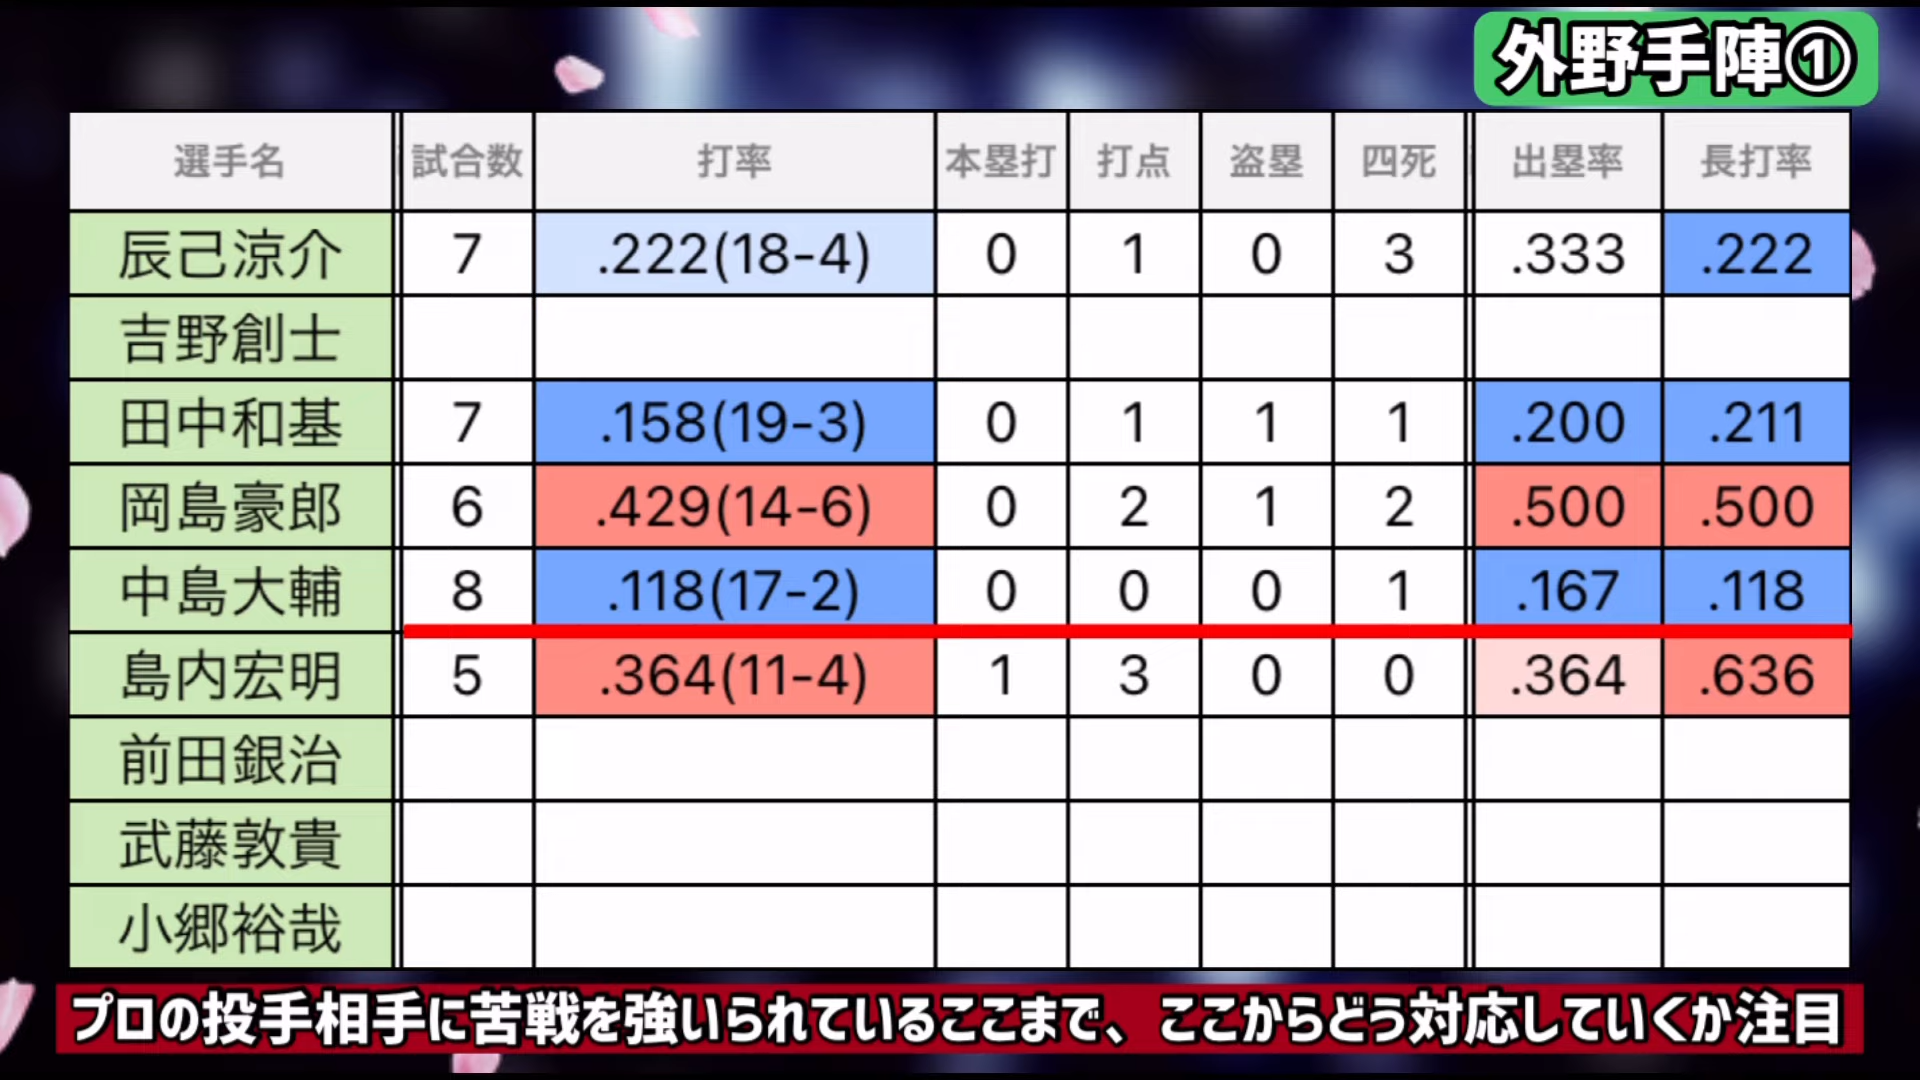 外野手陣①
選手名 試合数 打率 本塁打 打点 盗塁 四死 出塁率 長打率
辰己涼介 7 .222(18-4) 0 1 0 3 .333 .222
吉野創士
田中和基 7 .158(19-3) 0 1 1 1 .200 .211
岡島豪郎 6 .429(14-6) 0 2 1 2 .500 .500
中島大輔 8 .118(17-2) 0 0 0 1 .167 .118
島内宏明 5 .364(11-4) 1 3 0 0 .364 .636
前田銀治
武藤敦貴
小郷裕哉
プロの投手相手に苦戦を強いられているここまで、ここからどう対応していくか注目